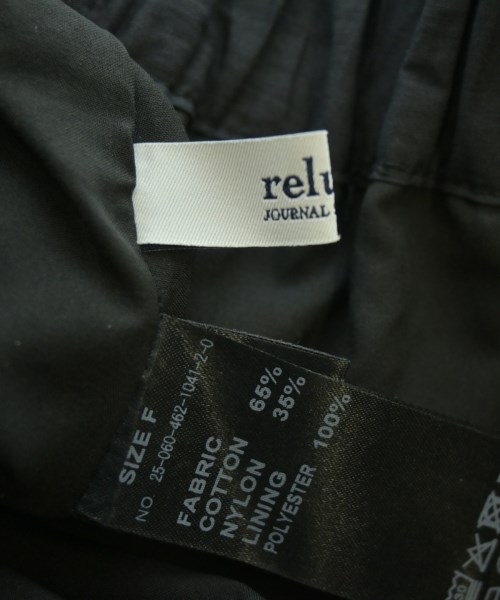 relu
JOURNAL
SIZE F
NO 25-060-462-1041-2-0
FABRIC
COTTON 65%
NYLON 35%
LINING
POLYESTER 100%